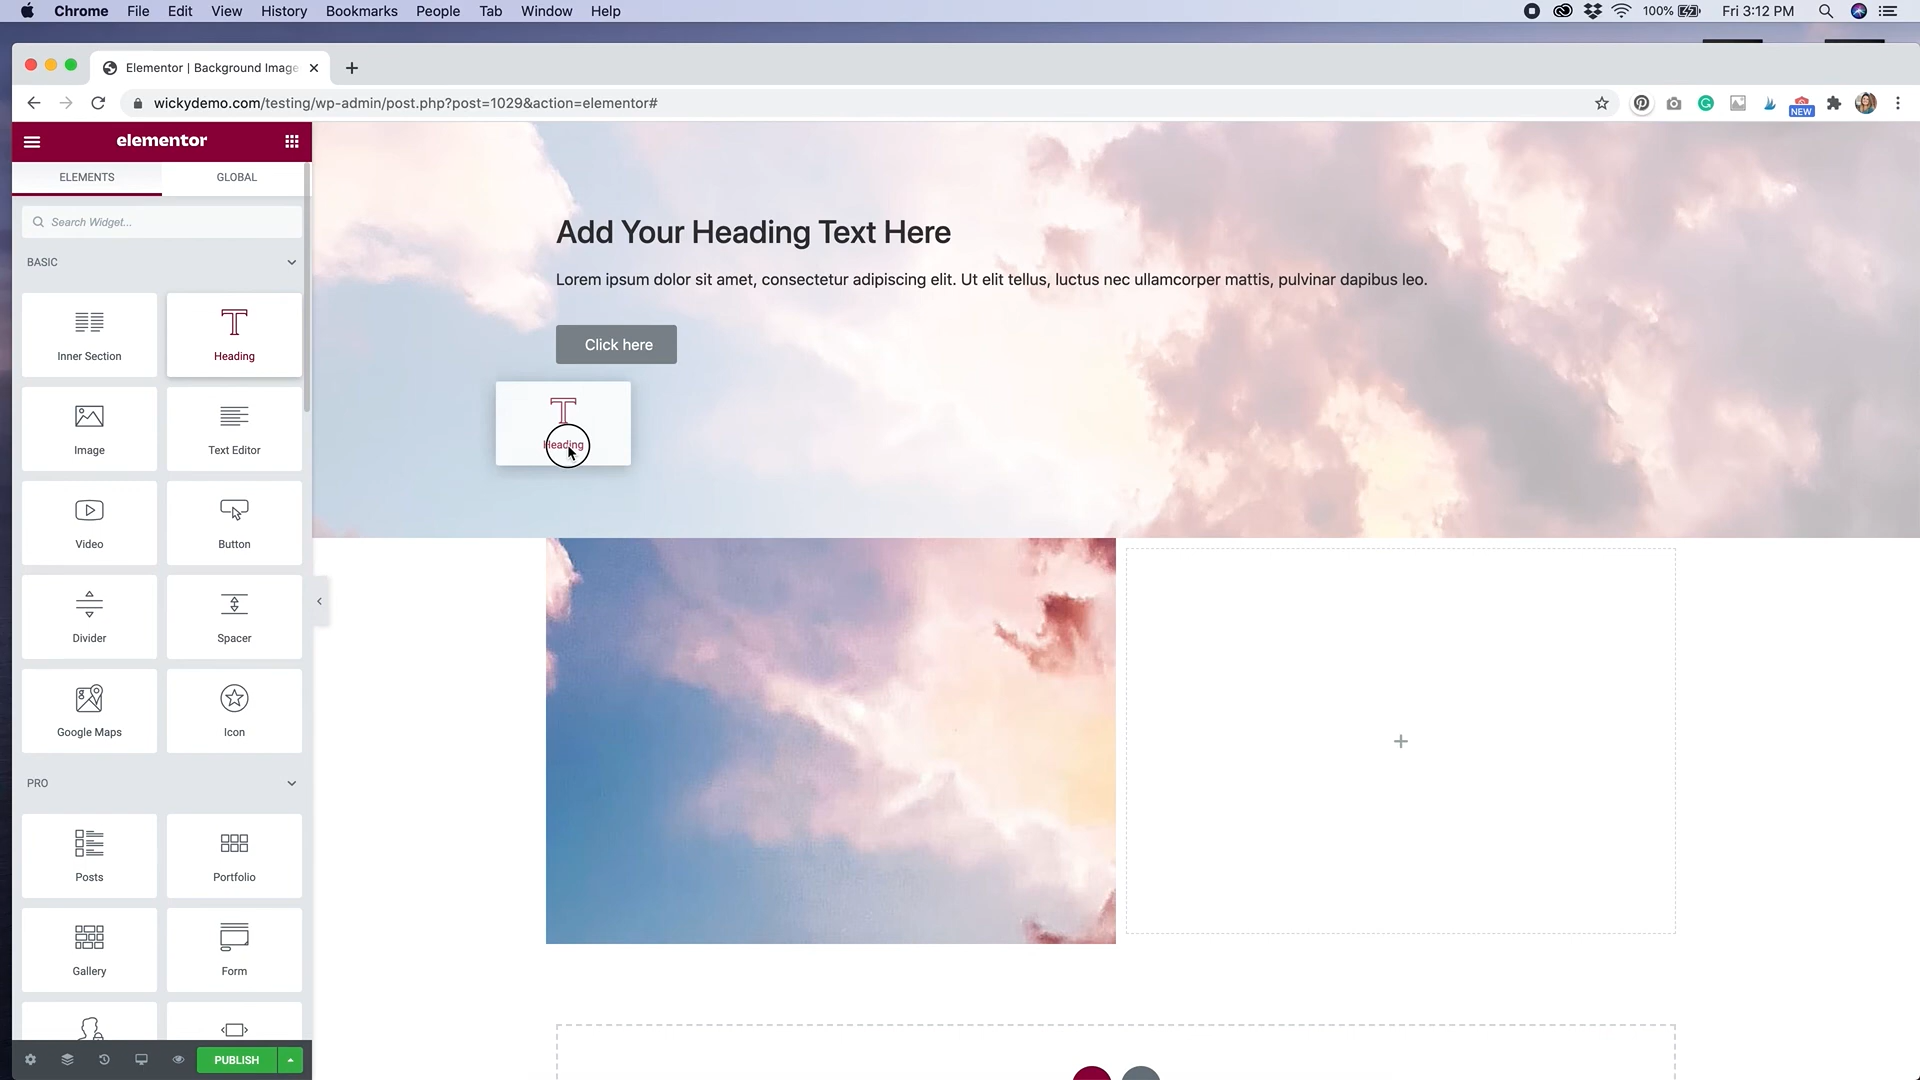 Chrome File Edit View History Bookmarks People Tab Window Help 100% Fri 3:12 PM
Elementor | Background Image
wickydemo.com/testing/wp-admin/post.php?post=1029&action=elementor#
NEW
elementor
ELEMENTS GLOBAL
Search Widget...
BASIC
Inner Section Heading
Image Text Editor
Video Button
Divider Spacer
Google Maps Icon
PRO
Posts Portfolio
Gallery Form
PUBLISH
Add Your Heading Text Here
Lorem ipsum dolor sit amet, consectetur adipiscing elit. Ut elit tellus, luctus nec ullamcorper mattis, pulvinar dapibus leo.
Click here
Heading